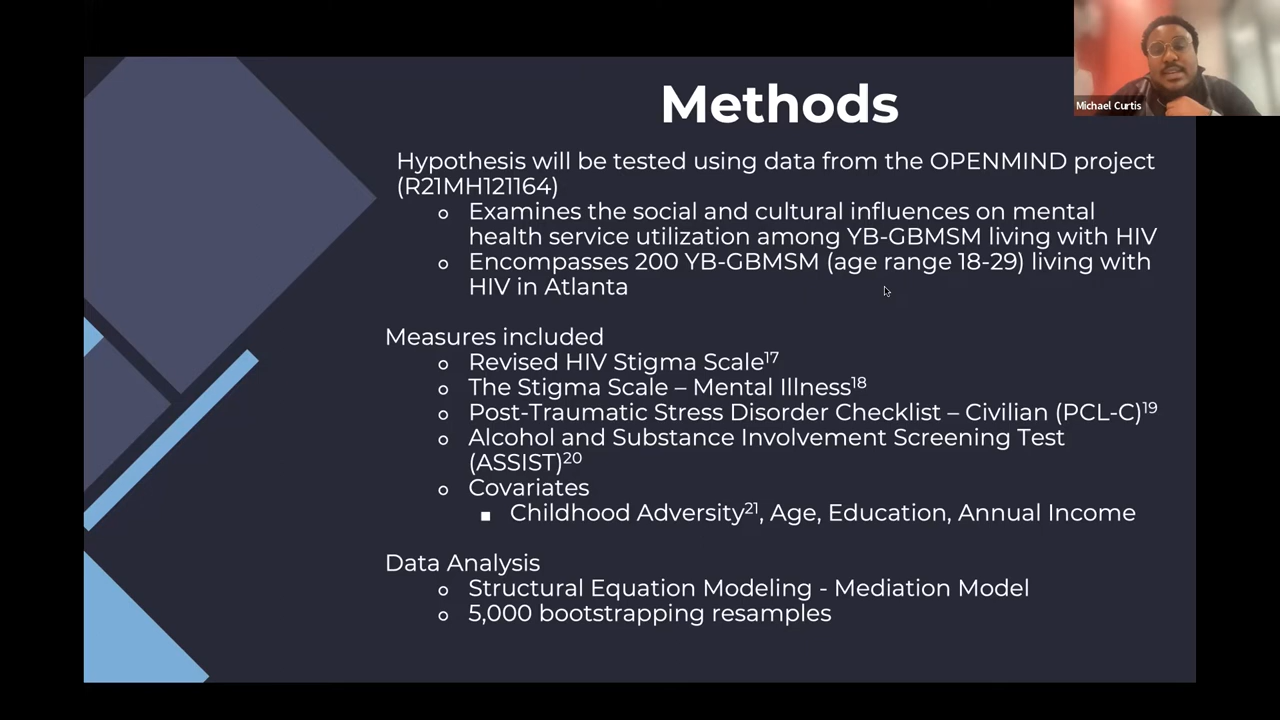 Methods
Michael Curtis
Hypothesis will be tested using data from the OPENMIND project
(R21MH121164)
o Examines the social and cultural influences on mental
health service utilization among YB-GBMSM living with HIV
o Encompasses 200 YB-GBMSM (age range 18-29) living with
HIV in Atlanta
Measures included
o Revised HIV Stigma Scale17
o The Stigma Scale – Mental Illness18
o Post-Traumatic Stress Disorder Checklist – Civilian (PCL-C)19
o Alcohol and Substance Involvement Screening Test
(ASSIST)20
o Covariates
■ Childhood Adversity21, Age, Education, Annual Income
Data Analysis
o Structural Equation Modeling - Mediation Model
o 5,000 bootstrapping resamples